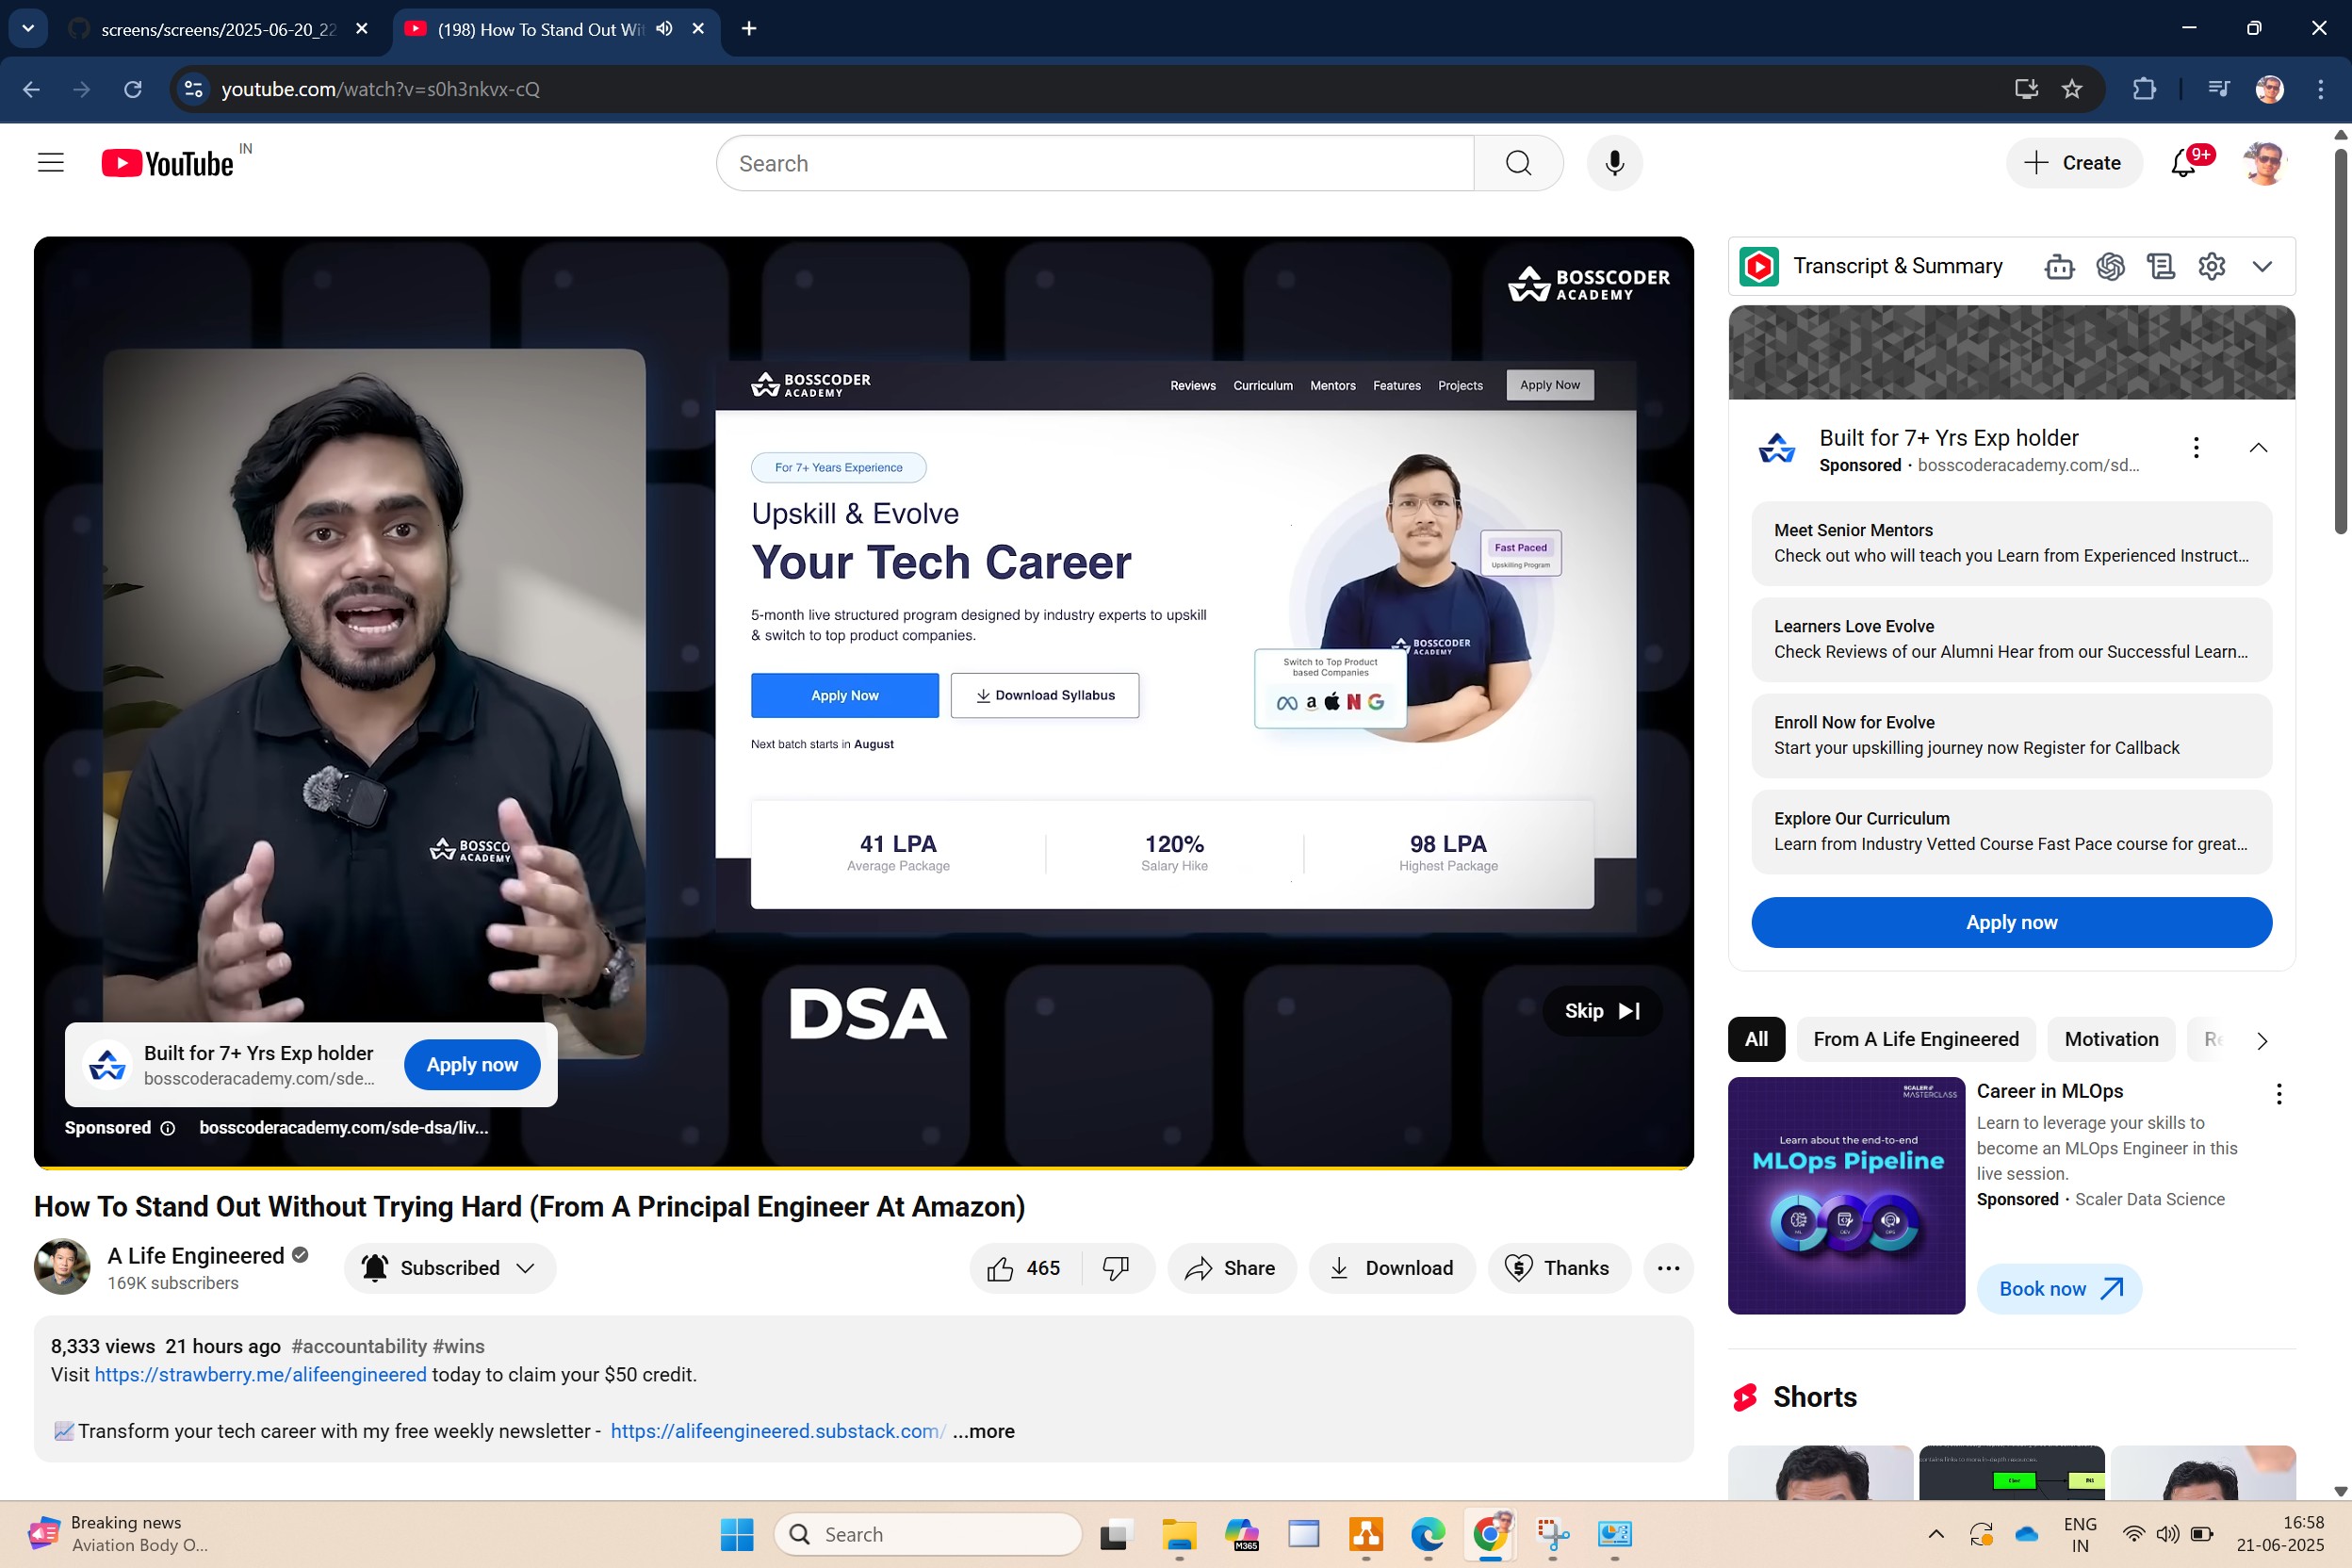 screens/screens/2025-06-20_22
(198) How To Stand Out Wit
youtube.com/watch?v=s0h3nkvx-cQ
YouTube
IN
Search
Create
9+
BOSSCODER
ACADEMY
BOSSCODER
ACADEMY
Reviews
Curriculum
Mentors
Features
Projects
Apply Now
For 7+ Years Experience
Upskill & Evolve
Your Tech Career
5-month live structured program designed by industry experts to upskill
& switch to top product companies.
Apply Now
Download Syllabus
Next batch starts in August
Fast Paced
Upskilling Program
BOSSCODER
ACADEMY
Switch to Top Product
based Companies
41 LPA
Average Package
120%
Salary Hike
98 LPA
Highest Package
BOSSCO
ACADEMY
DSA
Skip
Built for 7+ Yrs Exp holder
bosscoderacademy.com/sde...
Apply now
Sponsored
bosscoderacademy.com/sde-dsa/liv...
How To Stand Out Without Trying Hard (From A Principal Engineer At Amazon)
A Life Engineered
169K subscribers
Subscribed
465
Share
Download
Thanks
8,333 views 21 hours ago #accountability #wins
Visit https://strawberry.me/alifeengineered today to claim your $50 credit.
Transform your tech career with my free weekly newsletter - https://alifeengineered.substack.com/ ...more
Transcript & Summary
Built for 7+ Yrs Exp holder
Sponsored · bosscoderacademy.com/sd...
Meet Senior Mentors
Check out who will teach you Learn from Experienced Instruct...
Learners Love Evolve
Check Reviews of our Alumni Hear from our Successful Learn...
Enroll Now for Evolve
Start your upskilling journey now Register for Callback
Explore Our Curriculum
Learn from Industry Vetted Course Fast Pace course for great...
Apply now
All
From A Life Engineered
Motivation
Re
SCALER
MASTERCLASS
Learn about the end-to-end
MLOps Pipeline
ML
DEV
OPS
Career in MLOps
Learn to leverage your skills to
become an MLOps Engineer in this
live session.
Sponsored · Scaler Data Science
Book now
Shorts
Breaking news
Aviation Body O...
Search
M365
ENG
IN
16:58
21-06-2025